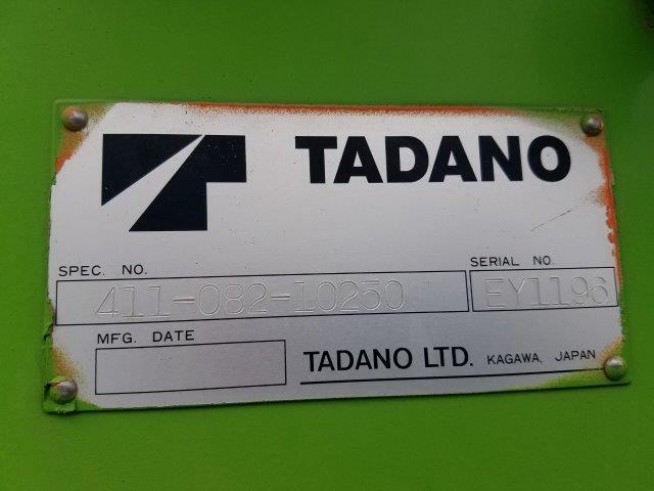 TADANO
SPEC. NO.
411-082-10250
SERIAL NO.
EY1196
MFG. DATE
TADANO LTD. KAGAWA, JAPAN